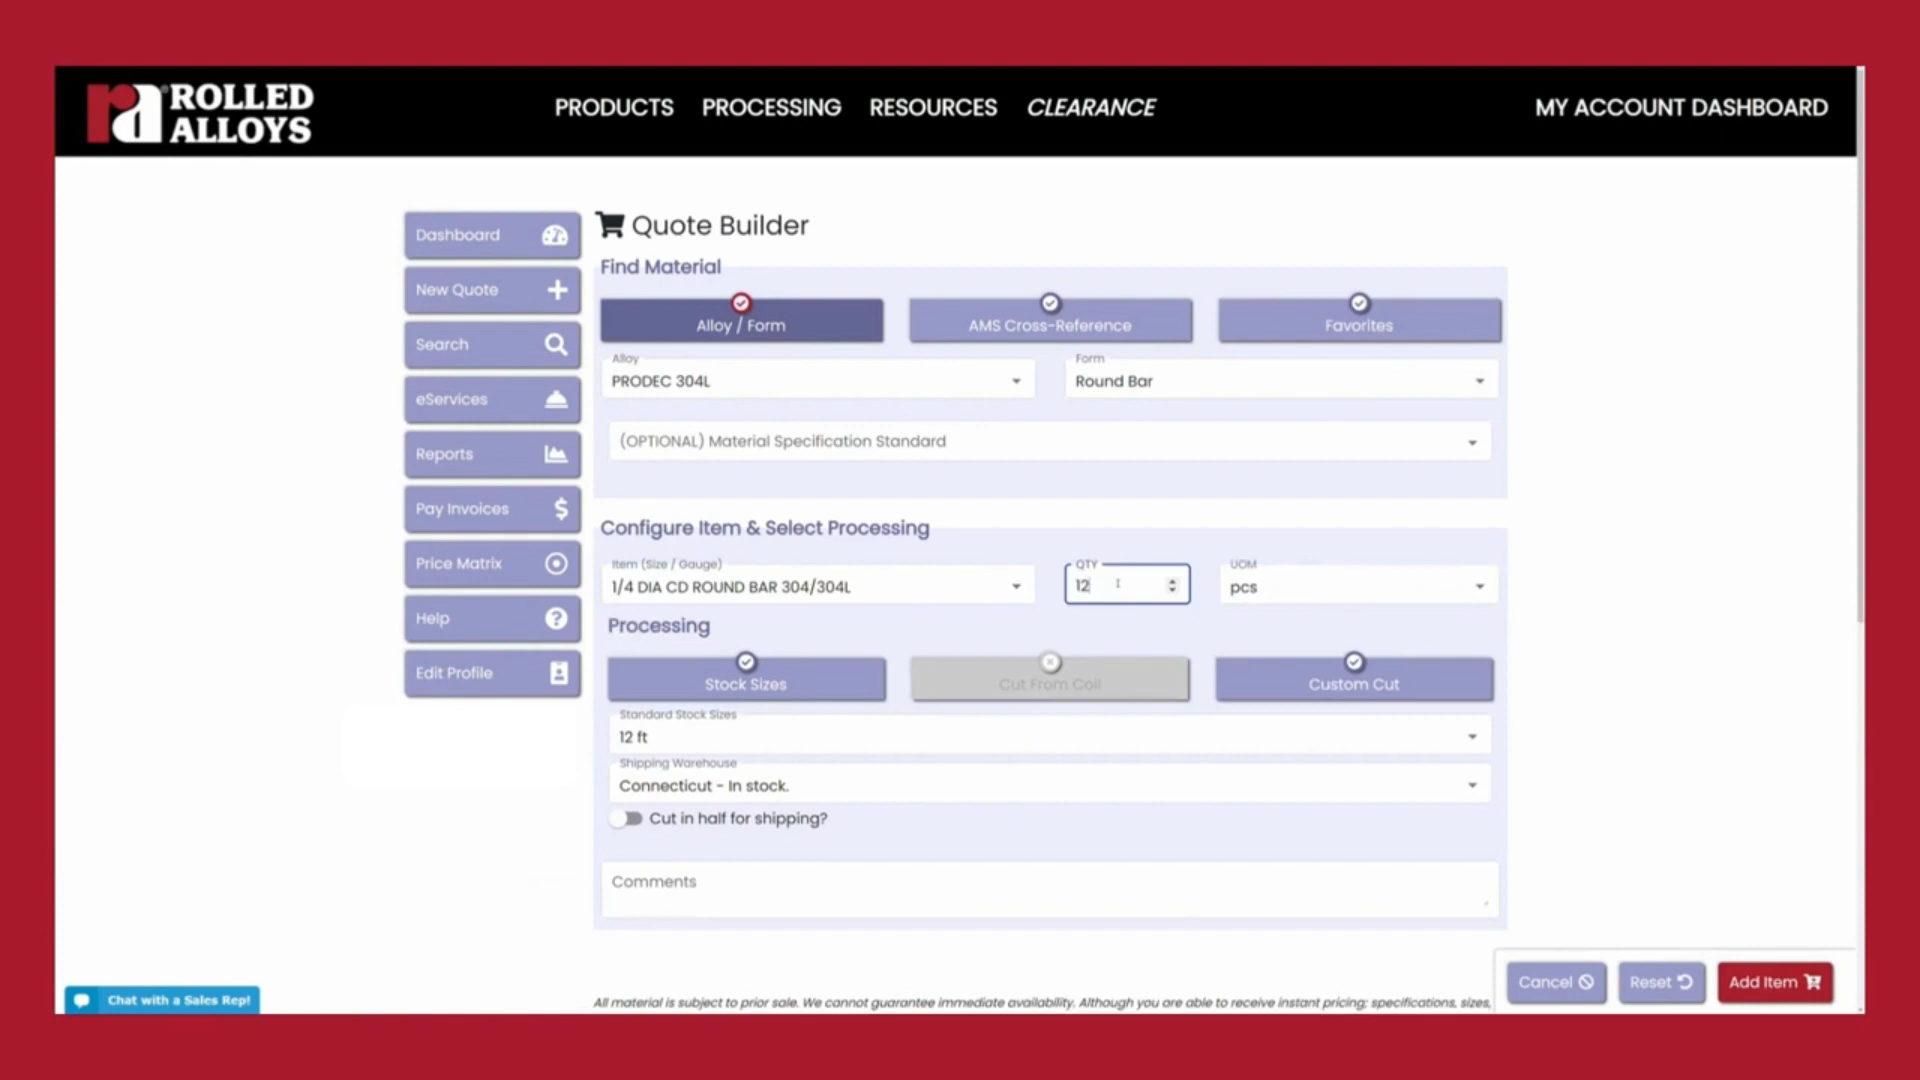 ra ROLLED ALLOYS
PRODUCTS PROCESSING RESOURCES CLEARANCE
MY ACCOUNT DASHBOARD
Dashboard
New Quote
Search
eServices
Reports
Pay Invoices
Price Matrix
Help
Edit Profile
Quote Builder
Find Material
Alloy / Form
AMS Cross-Reference
Favorites
Alloy
PRODEC 304L
Form
Round Bar
(OPTIONAL) Material Specification Standard
Configure Item & Select Processing
Item (Size / Gauge)
1/4 DIA CD ROUND BAR 304/304L
QTY
12
UOM
pcs
Processing
Stock Sizes
Cut From Coil
Custom Cut
Standard Stock Sizes
12 ft
Shipping Warehouse
Connecticut - In stock.
Cut in half for shipping?
Comments
Cancel
Reset
Add Item
Chat with a Sales Rep!
All material is subject to prior sale. We cannot guarantee immediate availability. Although you are able to receive instant pricing; specifications, sizes,